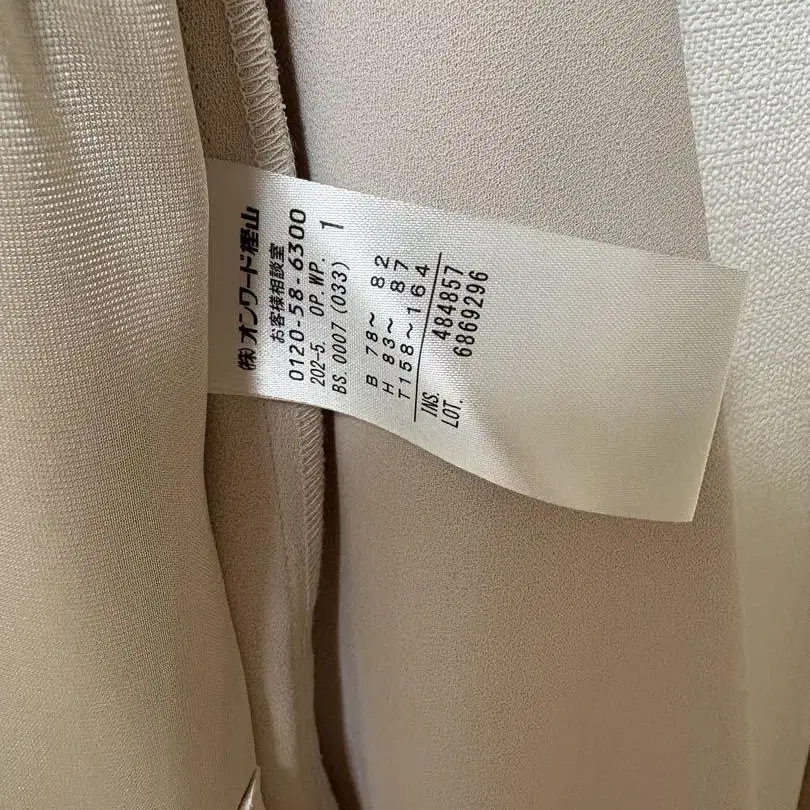 (株)オンワード樫山
お客様相談室
0120-58-6300
202-5. OP.WP.
BS.0007(033) 1
B 78~ 82
H 83~ 87
T158~164
INS. 484857
LOT. 6869296